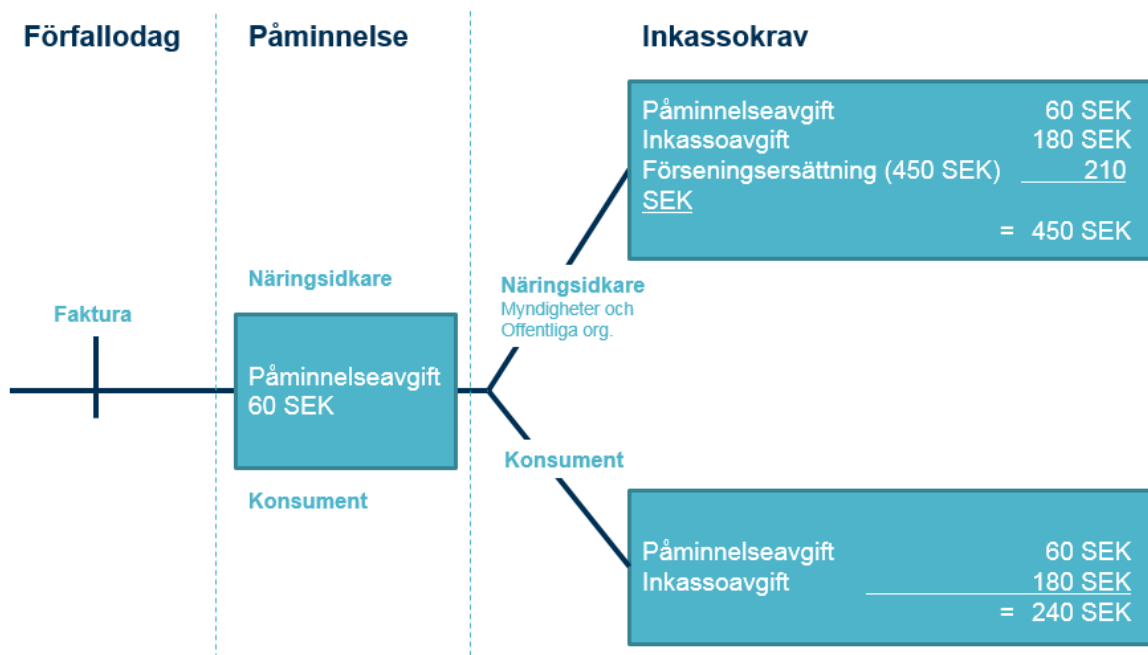 Förfallodag
Påminnelse
Inkassokrav
Faktura
Näringsidkare
Påminnelseavgift
60 SEK
Konsument
Näringsidkare
Myndigheter och
Offentliga org.
Påminnelseavgift 60 SEK
Inkassoavgift 180 SEK
Förseningsersättning (450 SEK) 210
SEK
= 450 SEK
Konsument
Påminnelseavgift 60 SEK
Inkassoavgift 180 SEK
= 240 SEK